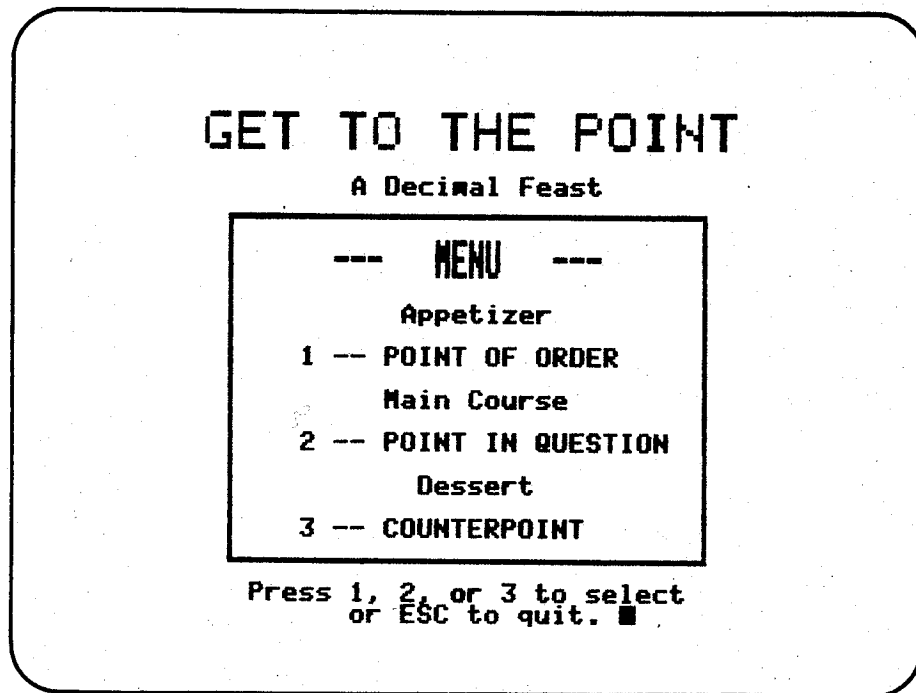 GET TO THE POINT
A Decimal Feast
--- MENU ---
Appetizer
1 -- POINT OF ORDER
Main Course
2 -- POINT IN QUESTION
Dessert
3 -- COUNTERPOINT
Press 1, 2, or 3 to select
or ESC to quit.